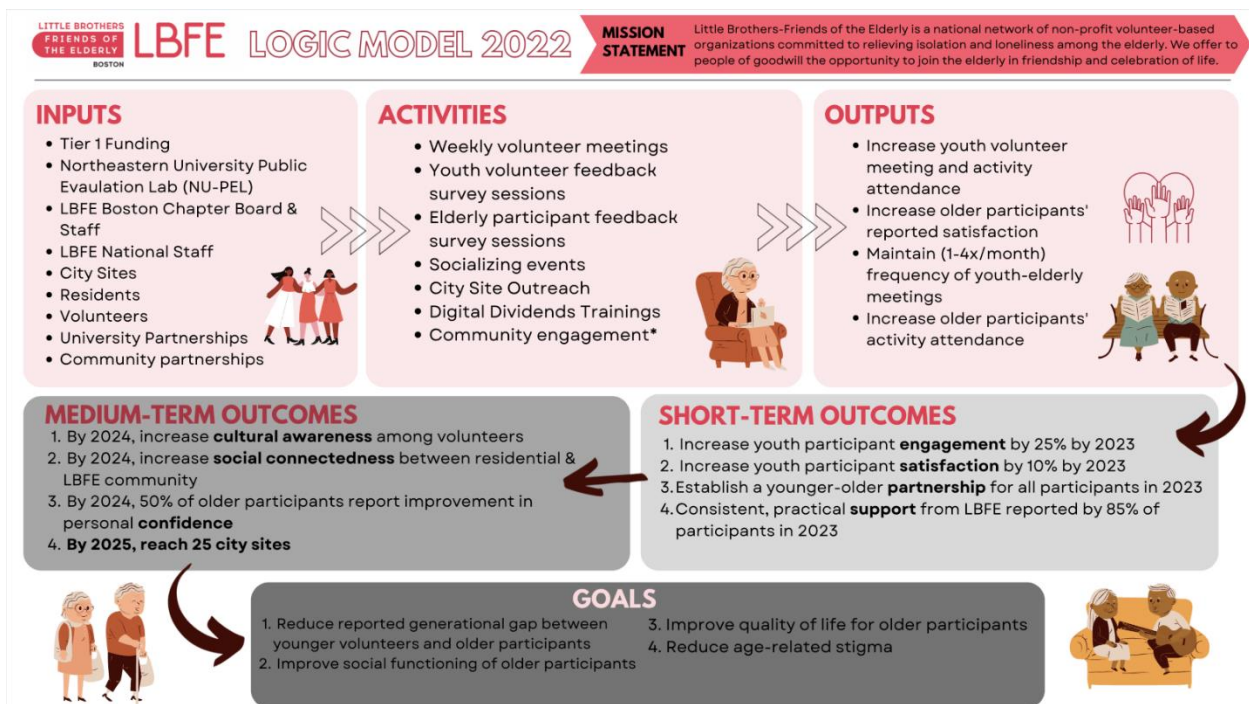 LITTLE BROTHERS
FRIENDS OF
THE ELDERLY
BOSTON
LBFE
LOGIC MODEL 2022
MISSION
STATEMENT
Little Brothers-Friends of the Elderly is a national network of non-profit volunteer-based
organizations committed to relieving isolation and loneliness among the elderly. We offer to
people of goodwill the opportunity to join the elderly in friendship and celebration of life.
INPUTS
• Tier 1 Funding
• Northeastern University Public
Evaulation Lab (NU-PEL)
• LBFE Boston Chapter Board &
Staff
• LBFE National Staff
• City Sites
• Residents
• Volunteers
• University Partnerships
• Community partnerships
ACTIVITIES
• Weekly volunteer meetings
• Youth volunteer feedback
survey sessions
• Elderly participant feedback
survey sessions
• Socializing events
• City Site Outreach
• Digital Dividends Trainings
• Community engagement*
OUTPUTS
• Increase youth volunteer
meeting and activity
attendance
• Increase older participants'
reported satisfaction
• Maintain (1-4x/month)
frequency of youth-elderly
meetings
• Increase older participants'
activity attendance
SHORT-TERM OUTCOMES
1. Increase youth participant engagement by 25% by 2023
2. Increase youth participant satisfaction by 10% by 2023
3. Establish a younger-older partnership for all participants in 2023
4. Consistent, practical support from LBFE reported by 85% of
participants in 2023
MEDIUM-TERM OUTCOMES
1. By 2024, increase cultural awareness among volunteers
2. By 2024, increase social connectedness between residential &
LBFE community
3. By 2024, 50% of older participants report improvement in
personal confidence
4. By 2025, reach 25 city sites
GOALS
1. Reduce reported generational gap between
younger volunteers and older participants
2. Improve social functioning of older participants
3. Improve quality of life for older participants
4. Reduce age-related stigma